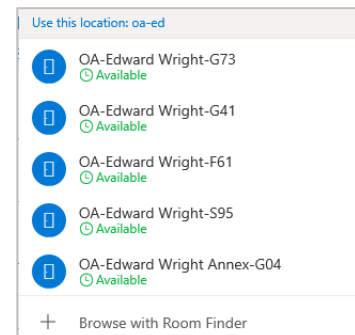 Use this location: oa-ed
OA-Edward Wright-G73
Available
OA-Edward Wright-G41
Available
OA-Edward Wright-F61
Available
OA-Edward Wright-S95
Available
OA-Edward Wright Annex-G04
Available
Browse with Room Finder